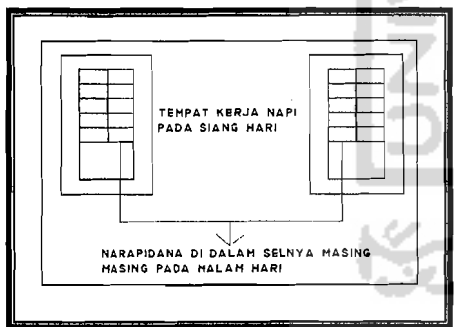 TEMPAT KERJA NAPI
PADA SIANG HARI
NARAPIDANA DI DALAM SELNYA MASING
MASING PADA MALAM HARI